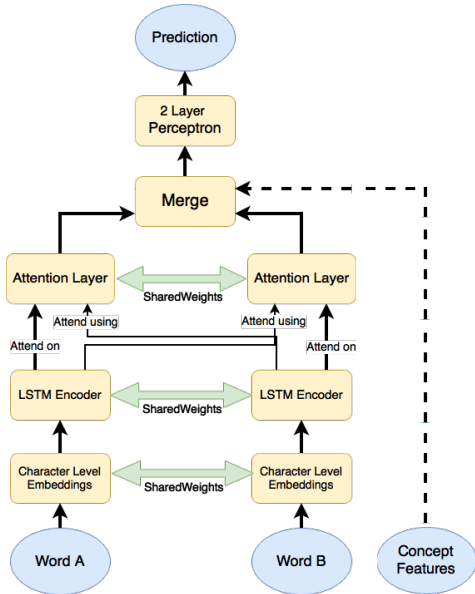 Prediction
2 Layer
Perceptron
Merge
Attention Layer
SharedWeights
Attention Layer
Attend using
Attend using
Attend on
Attend on
LSTM Encoder
SharedWeights
LSTM Encoder
Character Level
Embeddings
SharedWeights
Character Level
Embeddings
Word A
Word B
Concept
Features